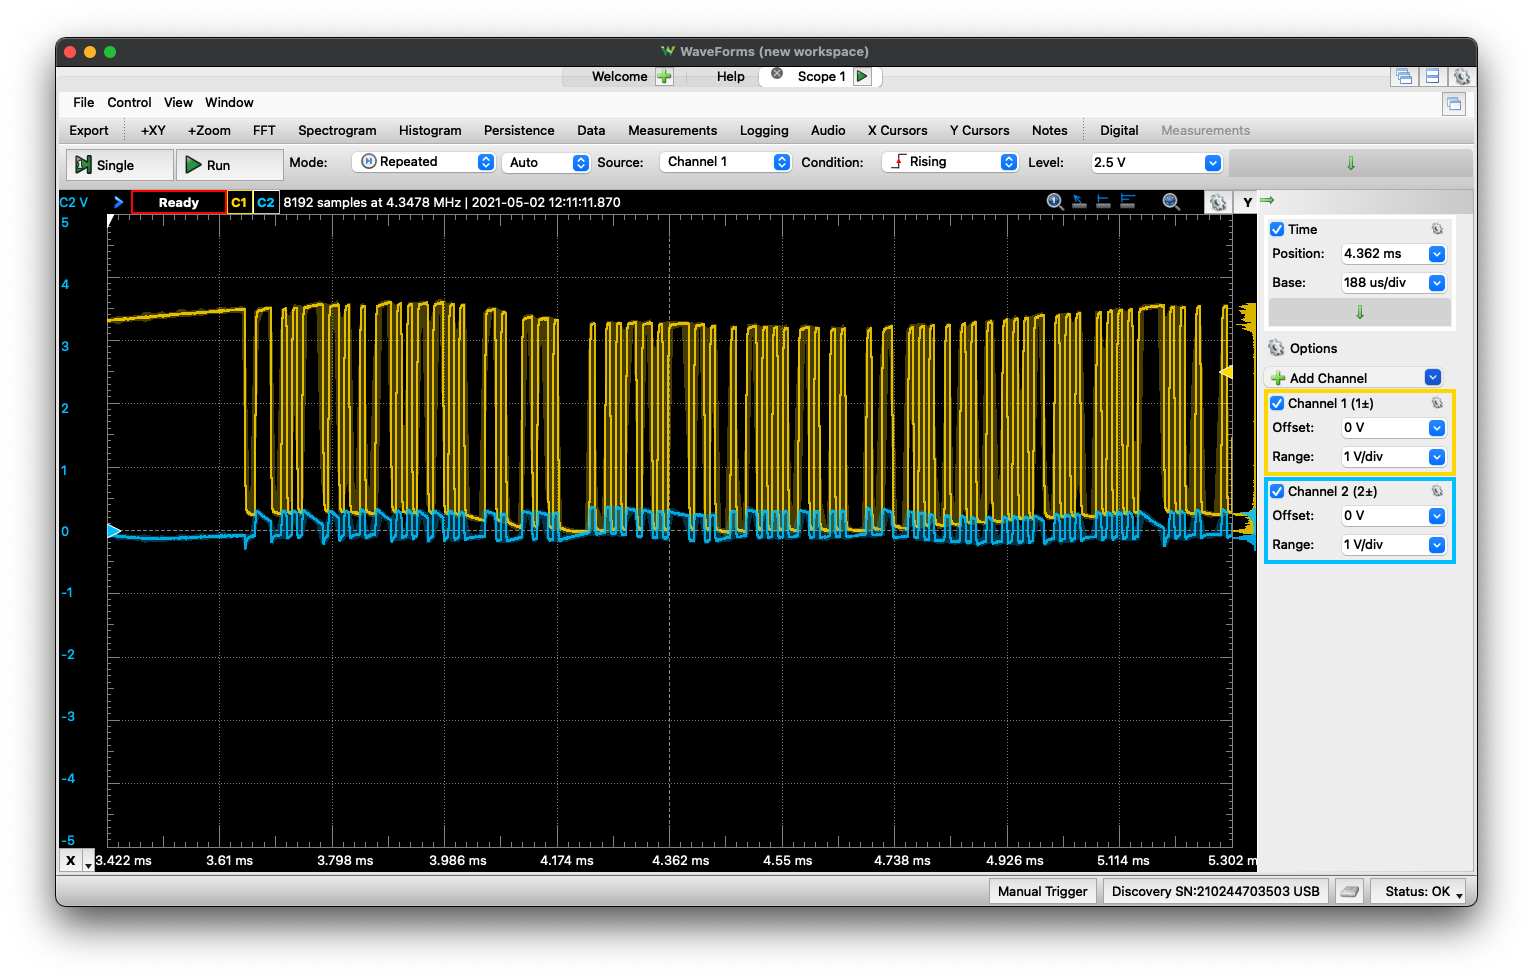 WaveForms (new workspace)
Welcome Help Scope 1
File Control View Window
Export +XY +Zoom FFT Spectrogram Histogram Persistence Data Measurements Logging Audio X Cursors Y Cursors Notes Digital Measurements
Single Run Mode: Repeated Auto Source: Channel 1 Condition: Rising Level: 2.5 V
C2 V Ready C1 C2 8192 samples at 4.3478 MHz | 2021-05-02 12:11:11.870 Y
5
4
3
2
1
0
-1
-2
-3
-4
-5
X 3.422 ms 3.61 ms 3.798 ms 3.986 ms 4.174 ms 4.362 ms 4.55 ms 4.738 ms 4.926 ms 5.114 ms 5.302 m
Time
Position: 4.362 ms
Base: 188 us/div
Options
Add Channel
Channel 1 (1±)
Offset: 0 V
Range: 1 V/div
Channel 2 (2±)
Offset: 0 V
Range: 1 V/div
Manual Trigger Discovery SN:210244703503 USB Status: OK